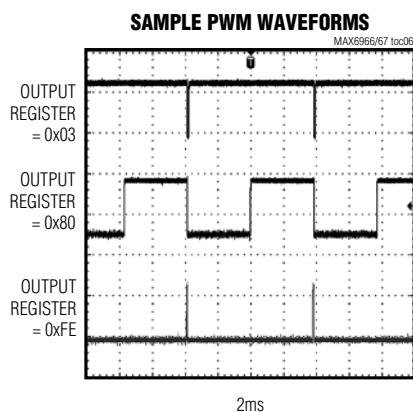 SAMPLE PWM WAVEFORMS
MAX6966/67 toc06
T
OUTPUT
REGISTER
= 0x03
OUTPUT
REGISTER
= 0x80
OUTPUT
REGISTER
= 0xFE
2ms